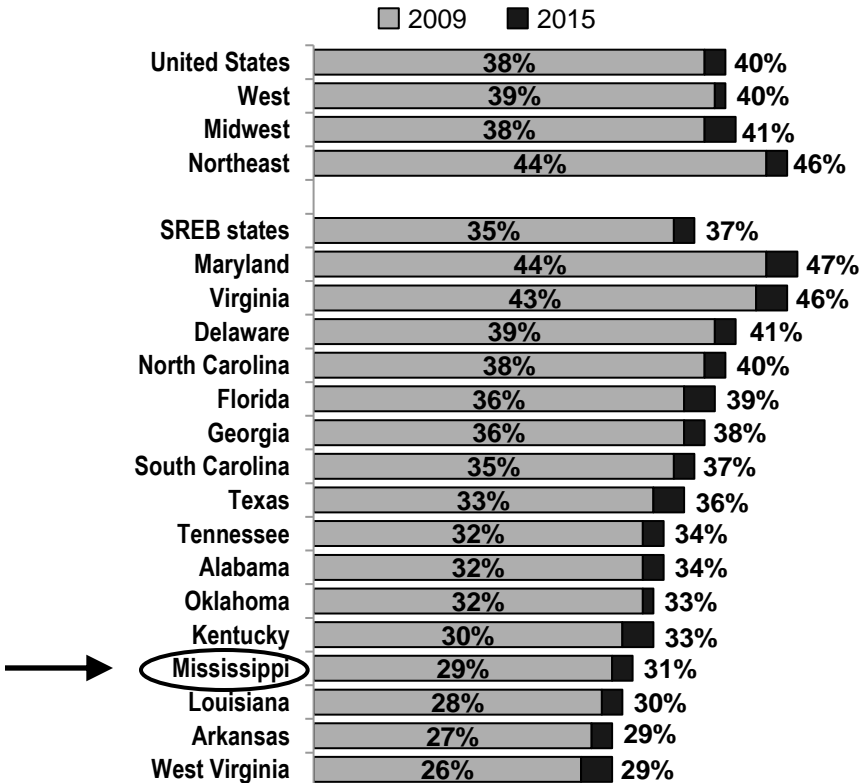 2009 2015
United States 38% 40%
West 39% 40%
Midwest 38% 41%
Northeast 44% 46%
SREB states 35% 37%
Maryland 44% 47%
Virginia 43% 46%
Delaware 39% 41%
North Carolina 38% 40%
Florida 36% 39%
Georgia 36% 38%
South Carolina 35% 37%
Texas 33% 36%
Tennessee 32% 34%
Alabama 32% 34%
Oklahoma 32% 33%
Kentucky 30% 33%
Mississippi 29% 31%
Louisiana 28% 30%
Arkansas 27% 29%
West Virginia 26% 29%